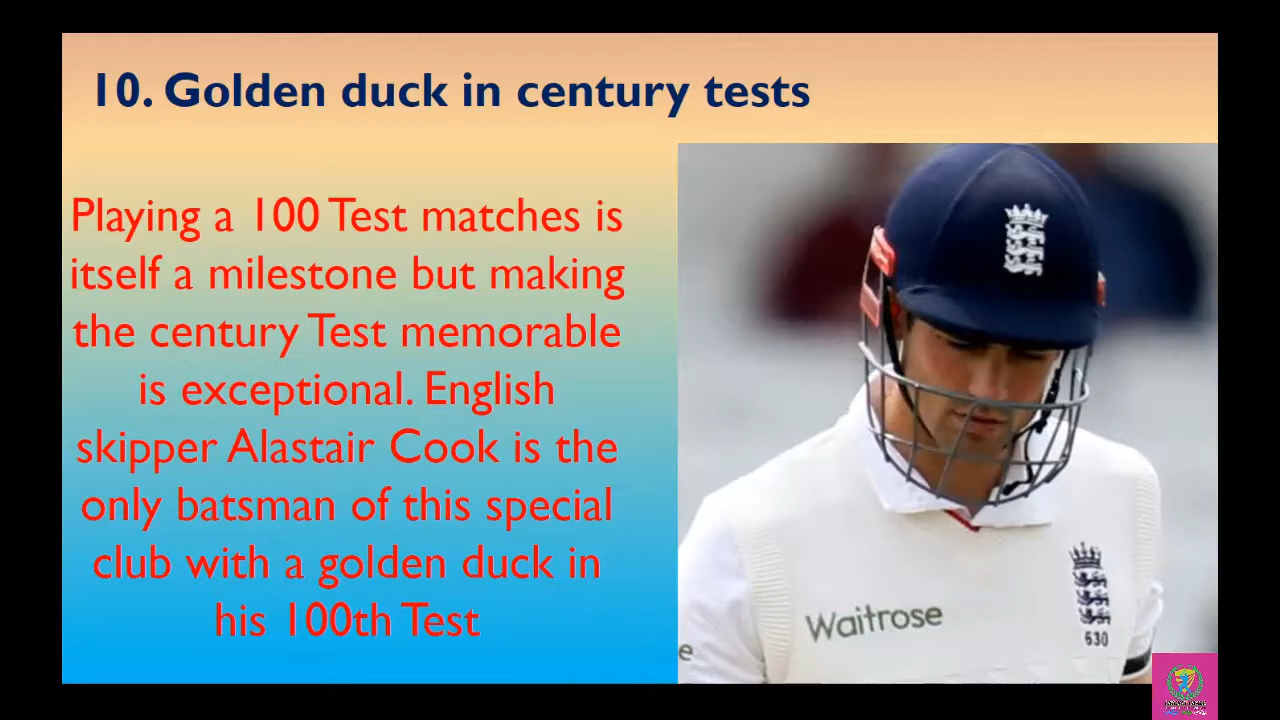 10. Golden duck in century tests
Playing a 100 Test matches is
itself a milestone but making
the century Test memorable
is exceptional. English
skipper Alastair Cook is the
only batsman of this special
club with a golden duck in
his 100th Test
Waitrose
630
e